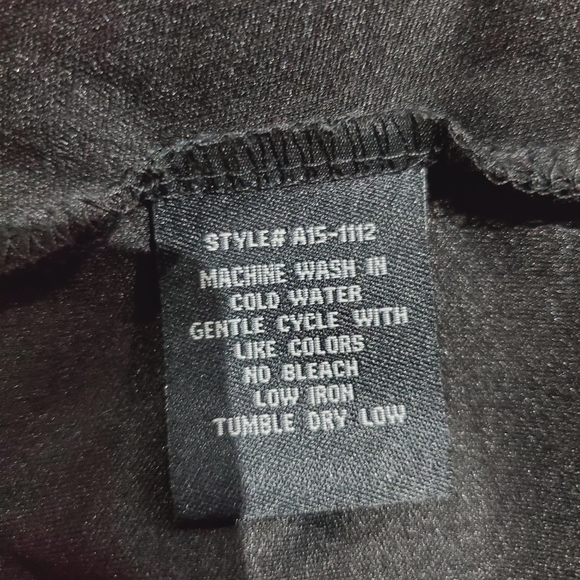 STYLE# A15-1112
MACHINE WASH IN
COLD WATER
GENTLE CYCLE WITH
LIKE COLORS
NO BLEACH
LOW IRON
TUMBLE DRY LOW